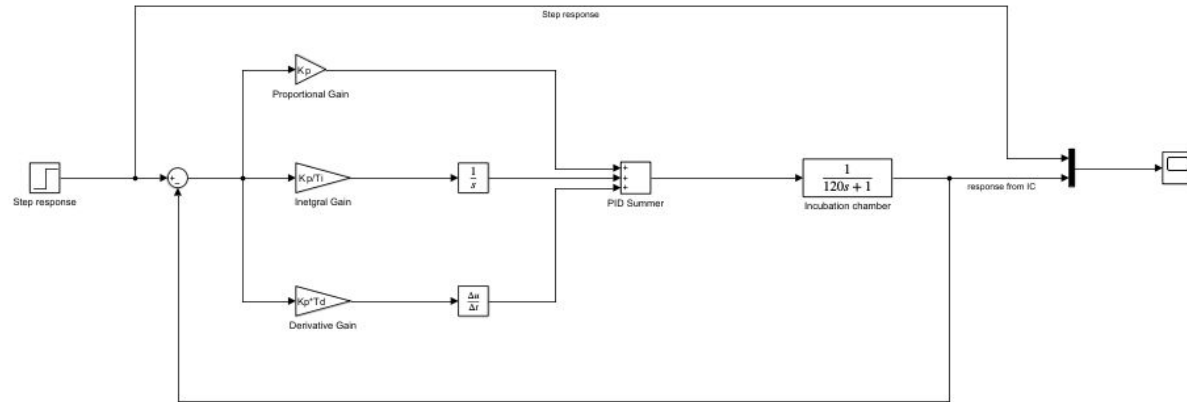 Step response
Kp
Proportional Gain
+
−
Step response
Kp/Ti
Inetgral Gain
1
s
+
+
+
PID Summer
1
120s + 1
Incubation chamber
response from IC
Kp*Td
Derivative Gain
Δu
Δt